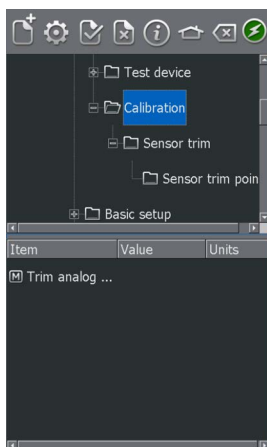 Test device
Calibration
Sensor trim
Sensor trim poin
Basic setup
Item Value Units
M Trim analog ...